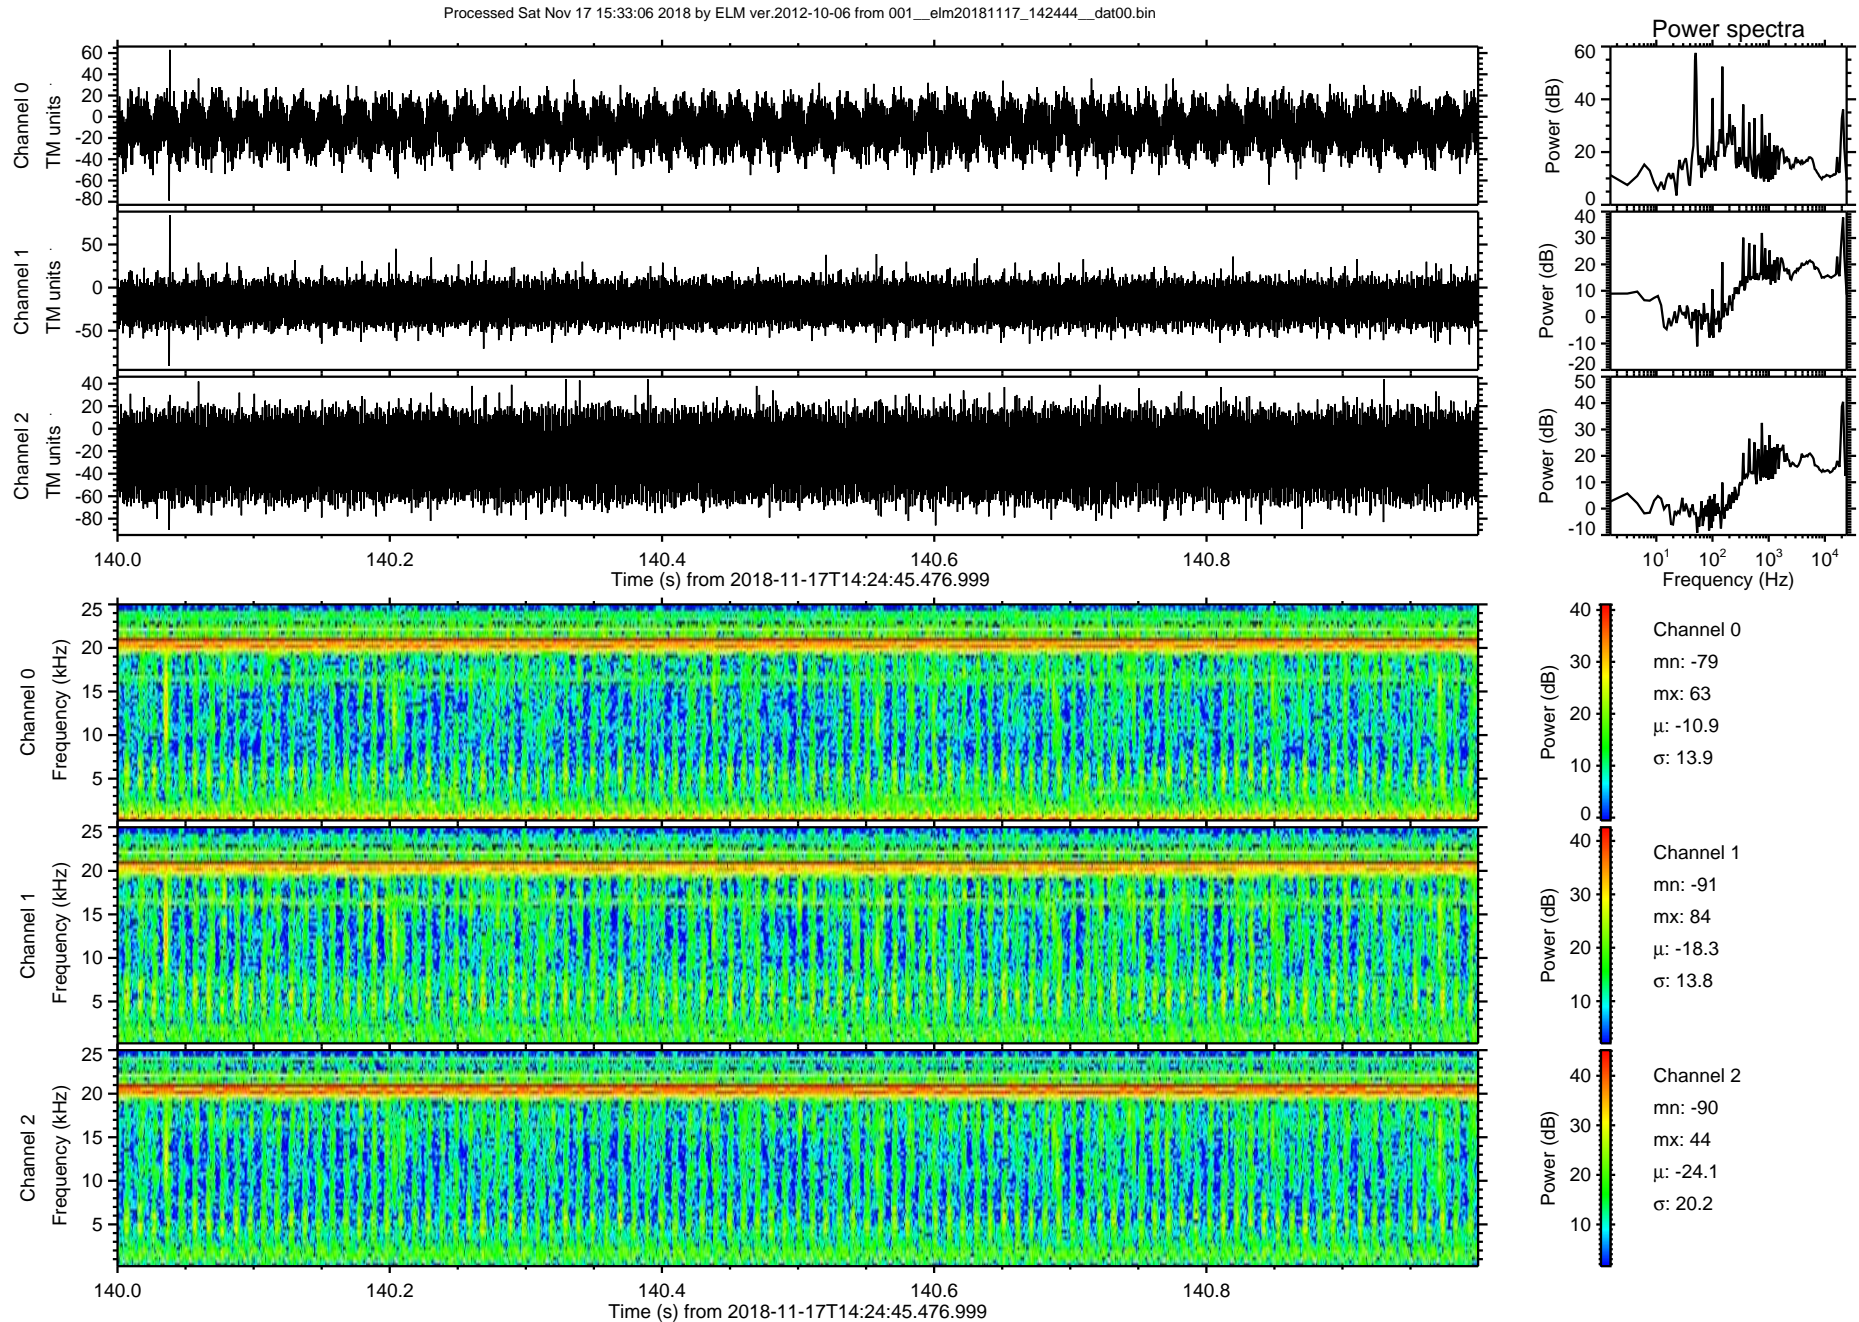 Processed Sat Nov 17 15:33:06 2018 by ELM ver.2012-10-06 from 001__elm20181117_142444__dat00.bin
Power spectra
Channel 0
TM units
60
40
20
0
-20
-40
-60
-80
Power (dB)
60
40
20
0
Channel 1
TM units
50
0
-50
Power (dB)
40
30
20
10
0
-10
-20
Channel 2
TM units
40
20
0
-20
-40
-60
-80
Power (dB)
50
40
30
20
10
0
-10
140.0 140.2 140.4 140.6 140.8
Time (s) from 2018-11-17T14:24:45.476.999
10^1 10^2 10^3 10^4
Frequency (Hz)
Channel 0
Frequency (kHz)
25
20
15
10
5
Power (dB)
40
30
20
10
0
Channel 0
mn: -79
mx: 63
μ: -10.9
σ: 13.9
Channel 1
Frequency (kHz)
25
20
15
10
5
Power (dB)
40
30
20
10
Channel 1
mn: -91
mx: 84
μ: -18.3
σ: 13.8
Channel 2
Frequency (kHz)
25
20
15
10
5
Power (dB)
40
30
20
10
Channel 2
mn: -90
mx: 44
μ: -24.1
σ: 20.2
140.0 140.2 140.4 140.6 140.8
Time (s) from 2018-11-17T14:24:45.476.999